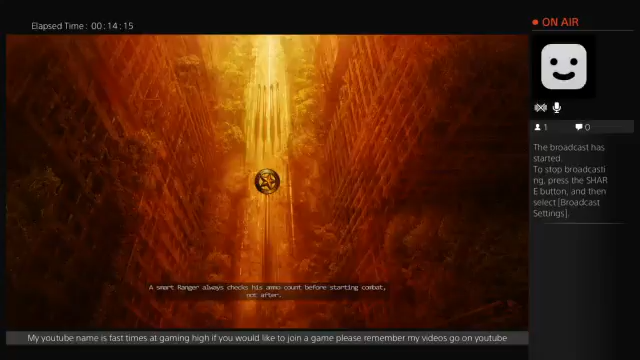 Elapsed Time : 00:14:15
ON AIR
1
0
The broadcast has
started.
To stop broadcasti
ng, press the SHAR
E button, and then
select [Broadcast
Settings].
A smart Ranger always checks his ammo count before starting combat,
not after.
My youtube name is fast times at gaming high if you would like to join a game please remember my videos go on youtube